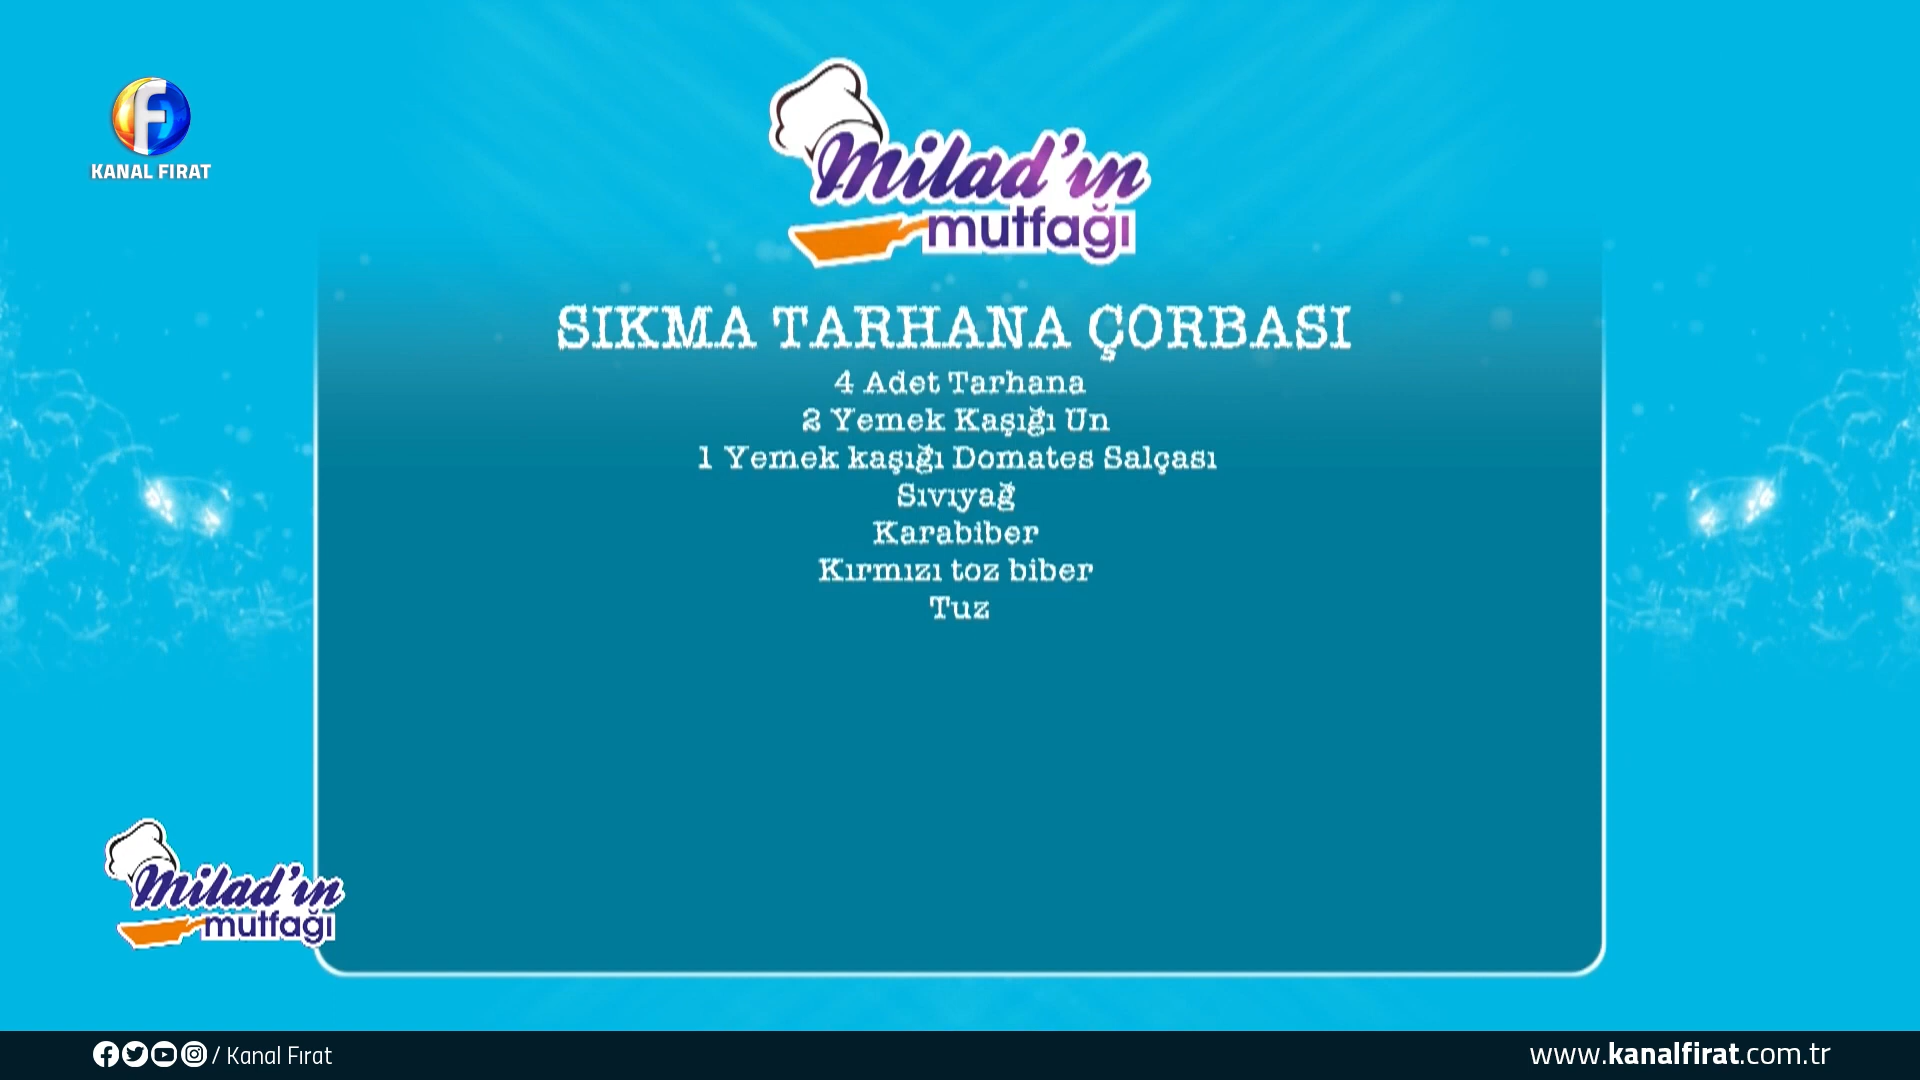 KANAL FIRAT
Milad'ın
mutfağı
SIKMA TARHANA ÇORBASI
4 Adet Tarhana
2 Yemek Kaşığı Un
1 Yemek kaşığı Domates Salçası
Sıvıyağ
Karabiber
Kırmızı toz biber
Tuz
Milad'ın
mutfağı
/ Kanal Fırat
www.kanalfirat.com.tr